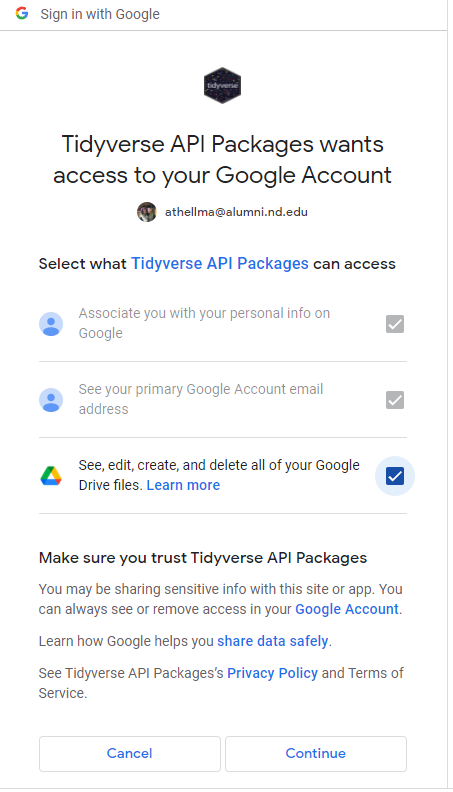 Sign in with Google
tidyverse
Tidyverse API Packages wants
access to your Google Account
athellma@alumni.nd.edu
Select what Tidyverse API Packages can access
Associate you with your personal info on
Google
See your primary Google Account email
address
See, edit, create, and delete all of your Google
Drive files. Learn more
Make sure you trust Tidyverse API Packages
You may be sharing sensitive info with this site or app. You
can always see or remove access in your Google Account.
Learn how Google helps you share data safely.
See Tidyverse API Packages's Privacy Policy and Terms of
Service.
Cancel
Continue